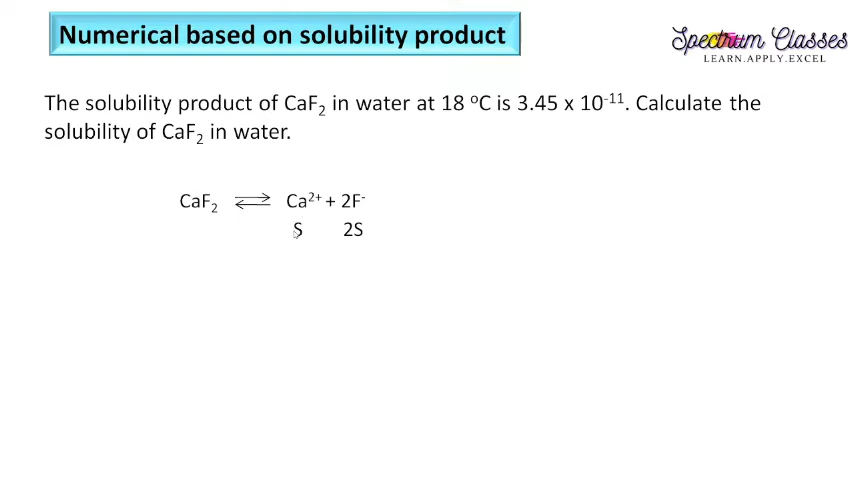 Numerical based on solubility product
Spectrum Classes
LEARN.APPLY.EXCEL
The solubility product of CaF₂ in water at 18 ᵒC is 3.45 x 10⁻¹¹. Calculate the
solubility of CaF₂ in water.
CaF₂ ⇌ Ca²⁺ + 2F⁻
S 2S